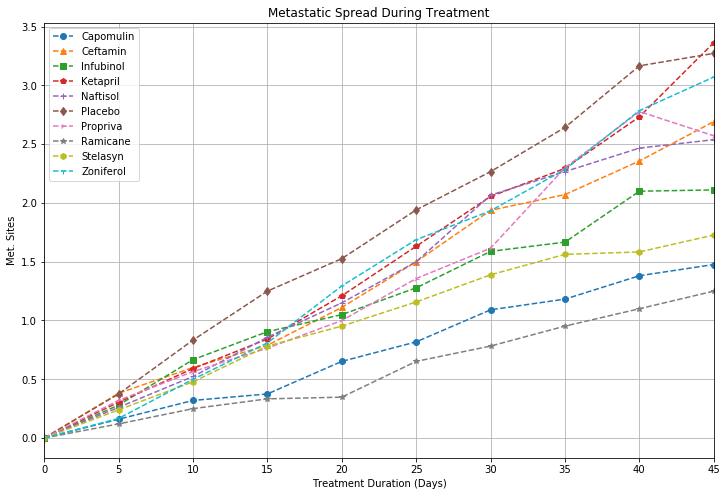 Metastatic Spread During Treatment
3.5
3.0
2.5
2.0
1.5
1.0
0.5
0.0
Met. Sites
Capomulin
Ceftamin
Infubinol
Ketapril
Naftisol
Placebo
Propriva
Ramicane
Stelasyn
Zoniferol
0 5 10 15 20 25 30 35 40 45
Treatment Duration (Days)